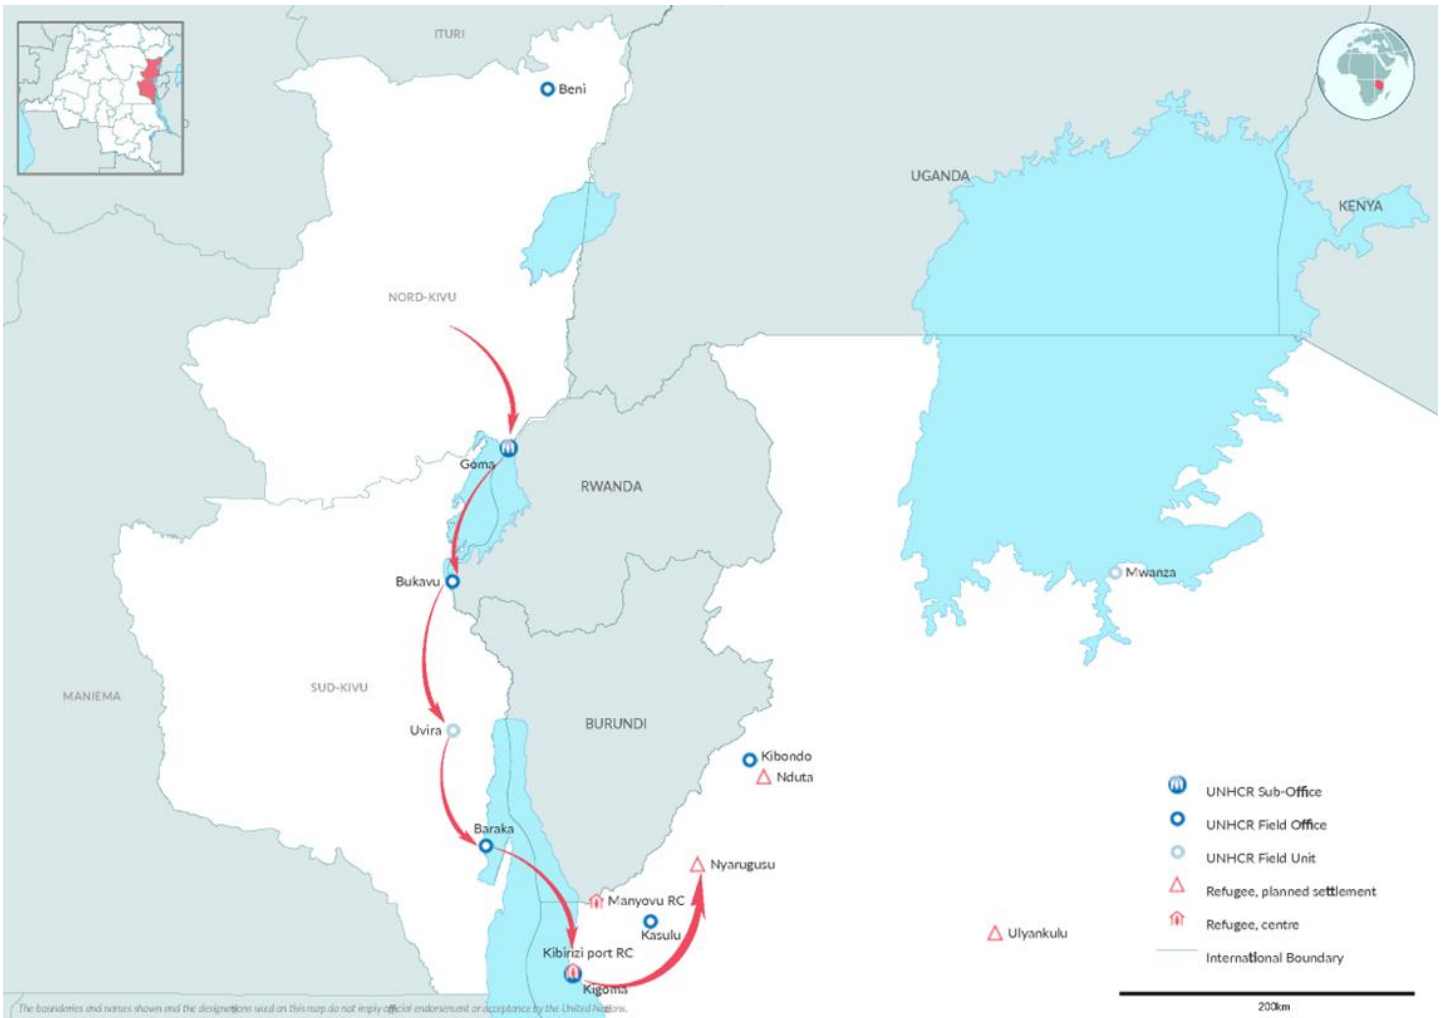 ITURI
Beni
UGANDA
KENYA
NORD-KIVU
Goma
RWANDA
Bukavu
Mwanza
MANIEMA
SUD-KIVU
BURUNDI
Uvira
Kibondo
Nduta
Baraka
Nyarugusu
Manyovu RC
Kasulu
Ulyankulu
Kibirizi port RC
Kigoma
UNHCR Sub-Office
UNHCR Field Office
UNHCR Field Unit
Refugee, planned settlement
Refugee, centre
International Boundary
200km
The boundaries and names shown and the designations used on this map do not imply official endorsement or acceptance by the United Nations.